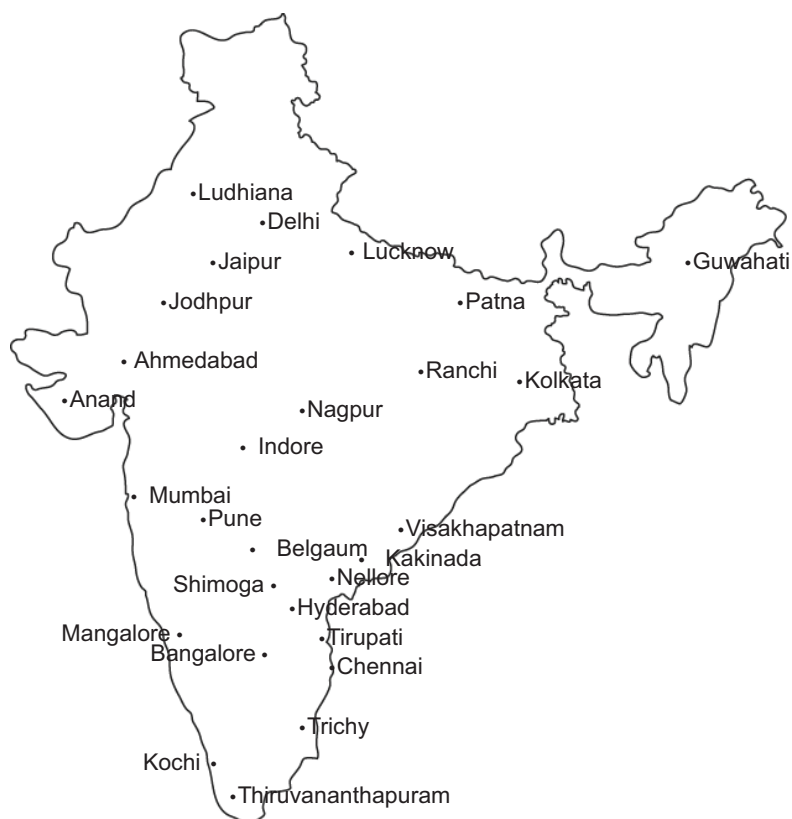 Ludhiana
Delhi
Lucknow
Jaipur
Guwahati
Jodhpur
Patna
Ahmedabad
Ranchi
Kolkata
Anand
Nagpur
Indore
Mumbai
Pune
Visakhapatnam
Belgaum
Kakinada
Nellore
Shimoga
Hyderabad
Mangalore
Tirupati
Bangalore
Chennai
Trichy
Kochi
Thiruvananthapuram